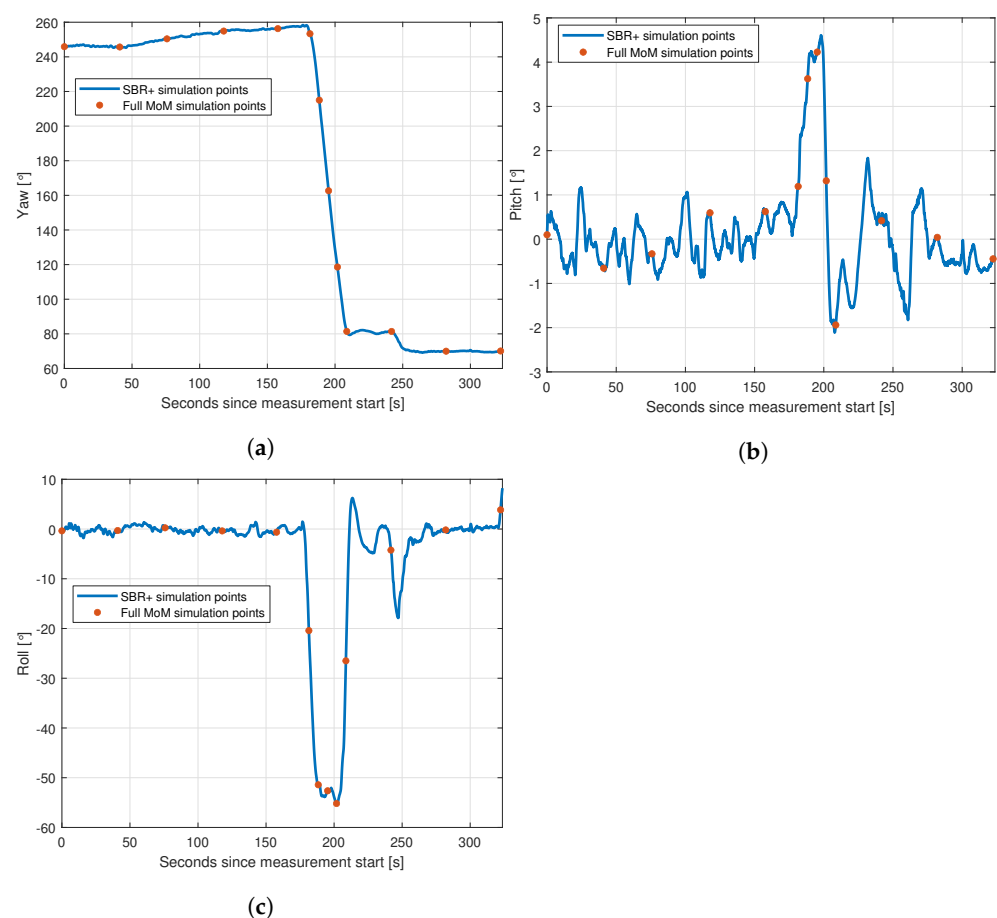 260
240
220
200
180
160
140
120
100
80
60
Yaw [°]
SBR+ simulation points
Full MoM simulation points
0 50 100 150 200 250 300
Seconds since measurement start [s]
(a)
5
4
3
2
1
0
-1
-2
-3
Pitch [°]
SBR+ simulation points
Full MoM simulation points
0 50 100 150 200 250 300
Seconds since measurement start [s]
(b)
10
0
-10
-20
-30
-40
-50
-60
Roll [°]
SBR+ simulation points
Full MoM simulation points
0 50 100 150 200 250 300
Seconds since measurement start [s]
(c)